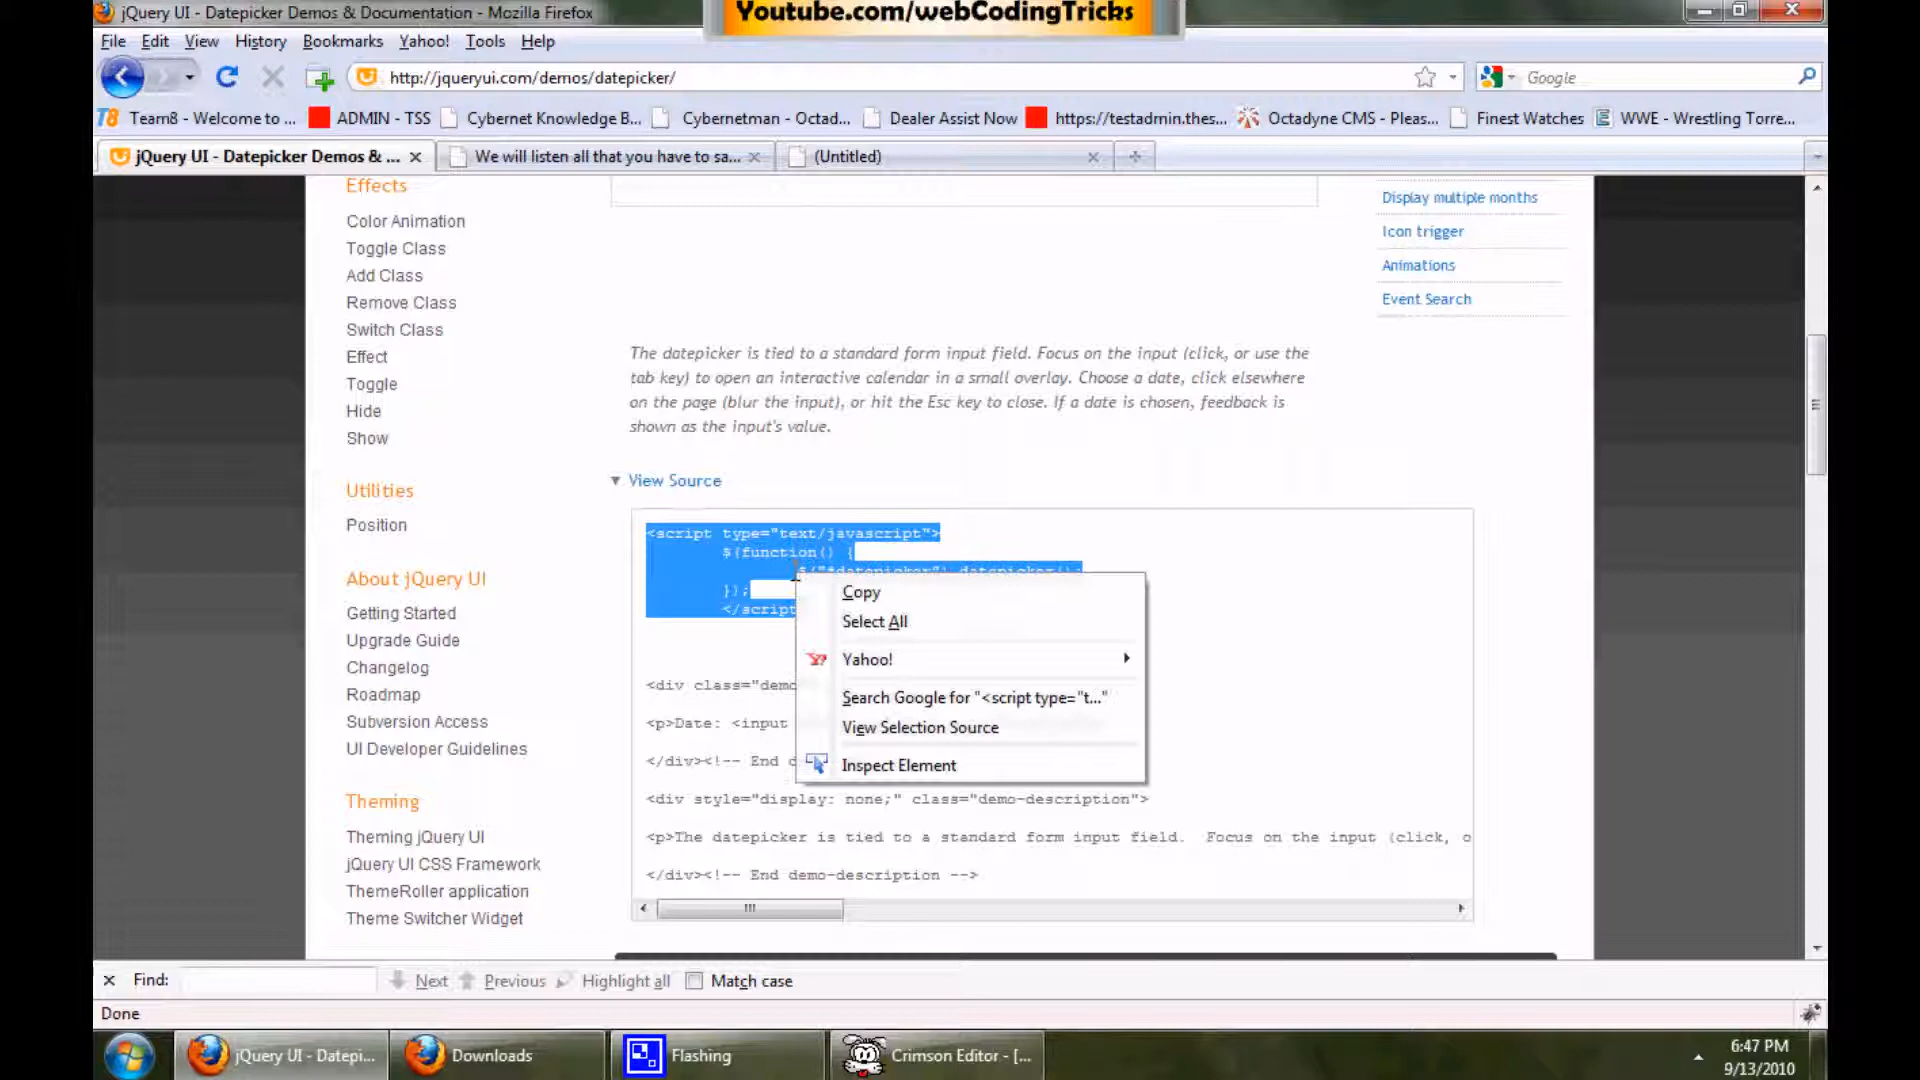 jQuery UI - Datepicker Demos & Documentation - Mozilla Firefox
Youtube.com/webCodingTricks
File Edit View History Bookmarks Yahoo! Tools Help
http://jqueryui.com/demos/datepicker/
Google
T8 Team8 - Welcome to ... ADMIN - TSS Cybernet Knowledge B... Cybernetman - Octad... Dealer Assist Now https://testadmin.thes... Octadyne CMS - Pleas... Finest Watches WWE - Wrestling Torre...
jQuery UI - Datepicker Demos & ... We will listen all that you have to sa... (Untitled)
Effects
Color Animation
Toggle Class
Add Class
Remove Class
Switch Class
Effect
Toggle
Hide
Show
Utilities
Position
About jQuery UI
Getting Started
Upgrade Guide
Changelog
Roadmap
Subversion Access
UI Developer Guidelines
Theming
Theming jQuery UI
jQuery UI CSS Framework
ThemeRoller application
Theme Switcher Widget
Display multiple months
Icon trigger
Animations
Event Search
The datepicker is tied to a standard form input field. Focus on the input (click, or use the
tab key) to open an interactive calendar in a small overlay. Choose a date, click elsewhere
on the page (blur the input), or hit the Esc key to close. If a date is chosen, feedback is
shown as the input's value.
View Source
<script type="text/javascript">
$(function() {
$("#datepicker").datepicker();
});
</script
<div class="demo
<p>Date: <input
</div><!-- End d
<div style="display: none;" class="demo-description">
<p>The datepicker is tied to a standard form input field. Focus on the input (click, o
</div><!-- End demo-description -->
Copy
Select All
Yahoo!
Search Google for "<script type="t..."
View Selection Source
Inspect Element
Find: Next Previous Highlight all Match case
Done
jQuery UI - Datepi... Downloads Flashing Crimson Editor - [...
6:47 PM
9/13/2010